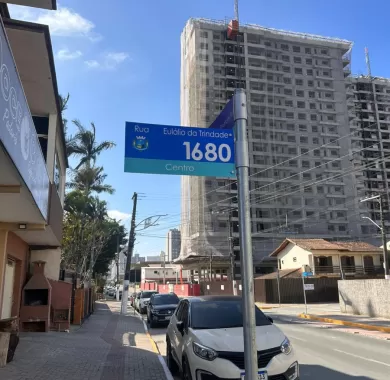 Rua Eulálio da Trindade
1680
Centro